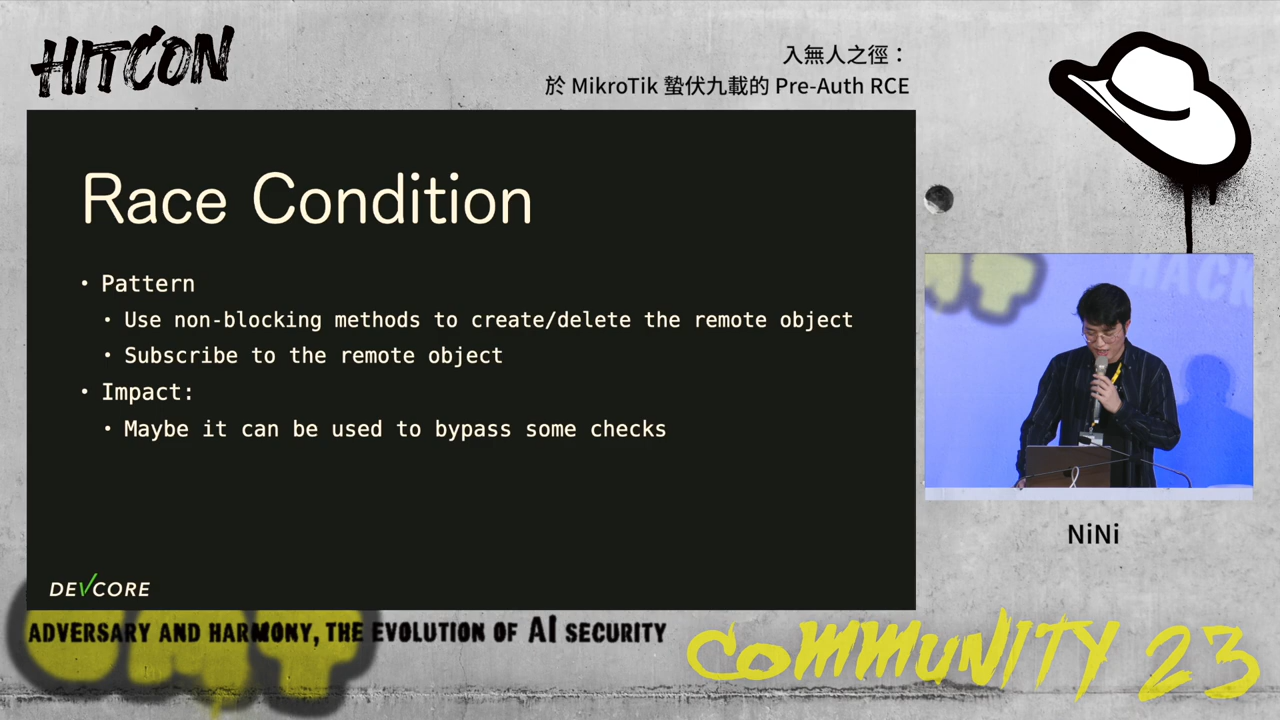 HITCON
入無人之徑：
於 MikroTik 蟄伏九載的 Pre-Auth RCE
Race Condition
• Pattern
• Use non-blocking methods to create/delete the remote object
• Subscribe to the remote object
• Impact:
• Maybe it can be used to bypass some checks
DEVCORE
HACK
NiNi
ADVERSARY AND HARMONY, THE EVOLUTION OF AI SECURITY
COMMUNITY 23